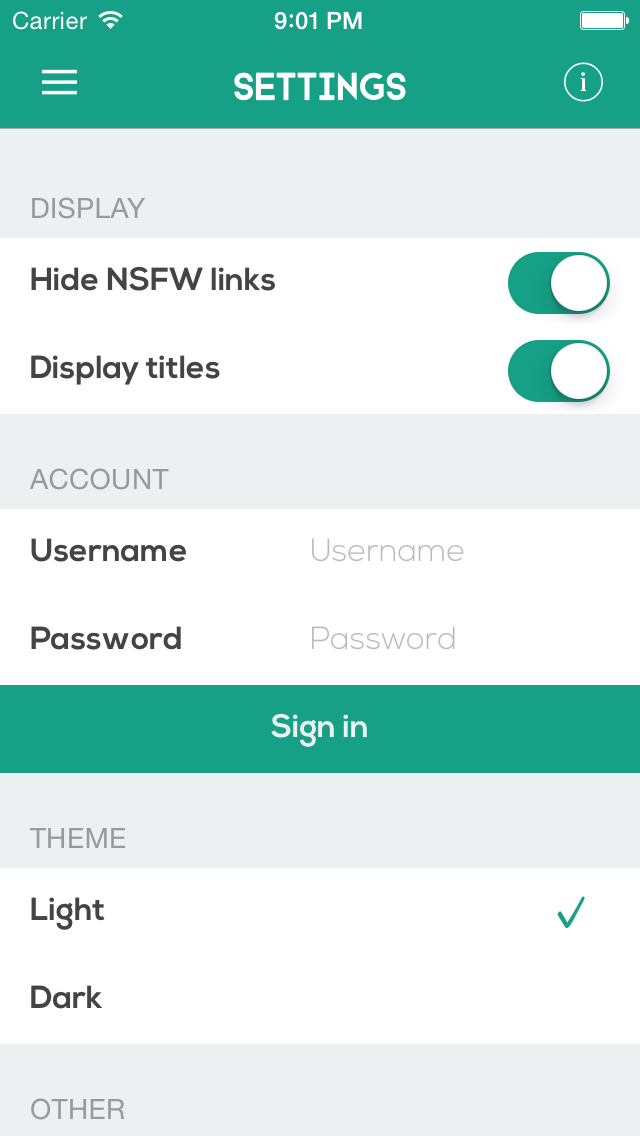 Carrier 9:01 PM
SETTINGS
i
DISPLAY
Hide NSFW links
Display titles
ACCOUNT
Username Username
Password Password
Sign in
THEME
Light
Dark
OTHER